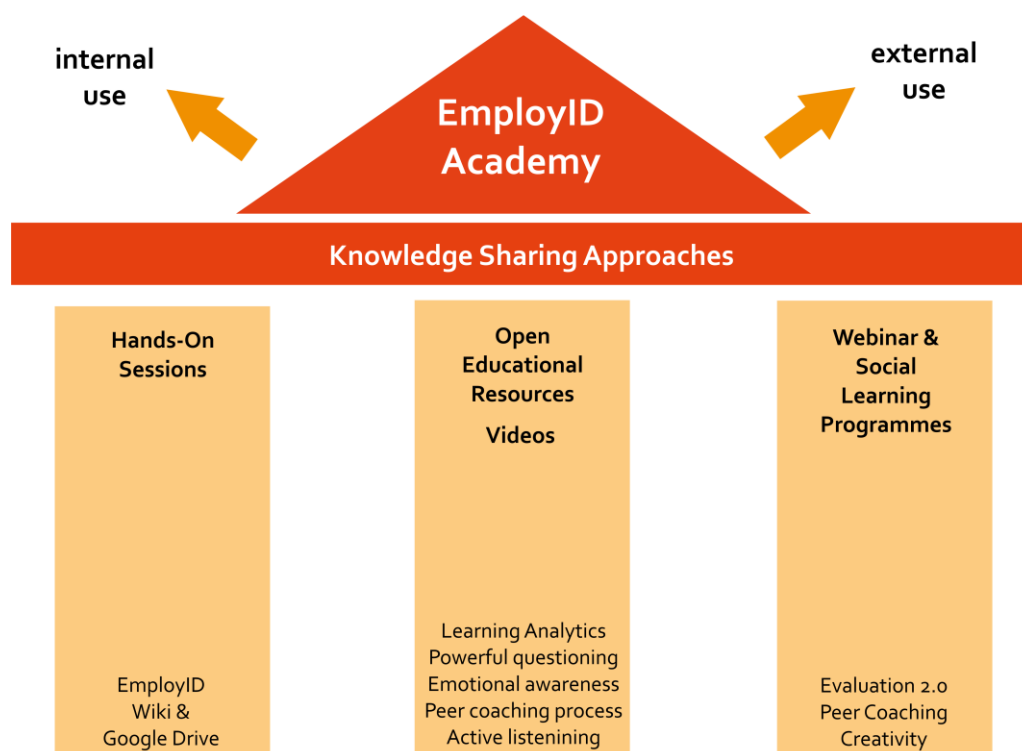 internal
use
external
use
EmployID
Academy
Knowledge Sharing Approaches
Hands-On
Sessions
EmployID
Wiki &
Google Drive
Open
Educational
Resources
Videos
Learning Analytics
Powerful questioning
Emotional awareness
Peer coaching process
Active listenining
Webinar &
Social
Learning
Programmes
Evaluation 2.0
Peer Coaching
Creativity